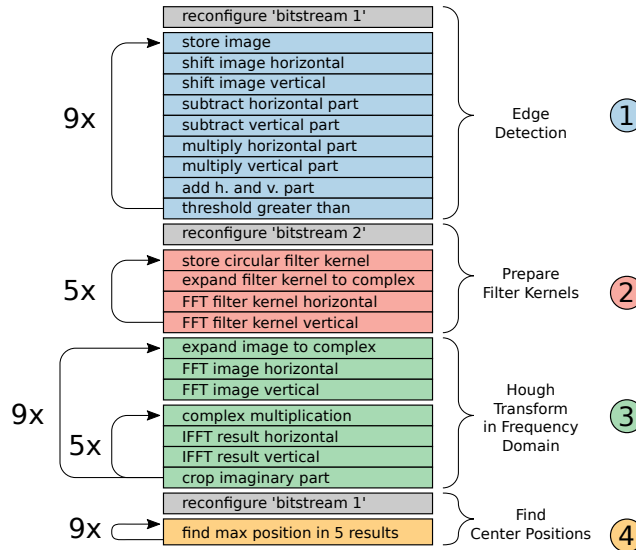 reconfigure 'bitstream 1'
store image
shift image horizontal
shift image vertical
subtract horizontal part
subtract vertical part
multiply horizontal part
multiply vertical part
add h. and v. part
threshold greater than
9x
Edge
Detection
1
reconfigure 'bitstream 2'
store circular filter kernel
expand filter kernel to complex
FFT filter kernel horizontal
FFT filter kernel vertical
5x
Prepare
Filter Kernels
2
expand image to complex
FFT image horizontal
FFT image vertical
complex multiplication
IFFT result horizontal
IFFT result vertical
crop imaginary part
9x
5x
Hough
Transform
in Frequency
Domain
3
reconfigure 'bitstream 1'
find max position in 5 results
9x
Find
Center Positions
4